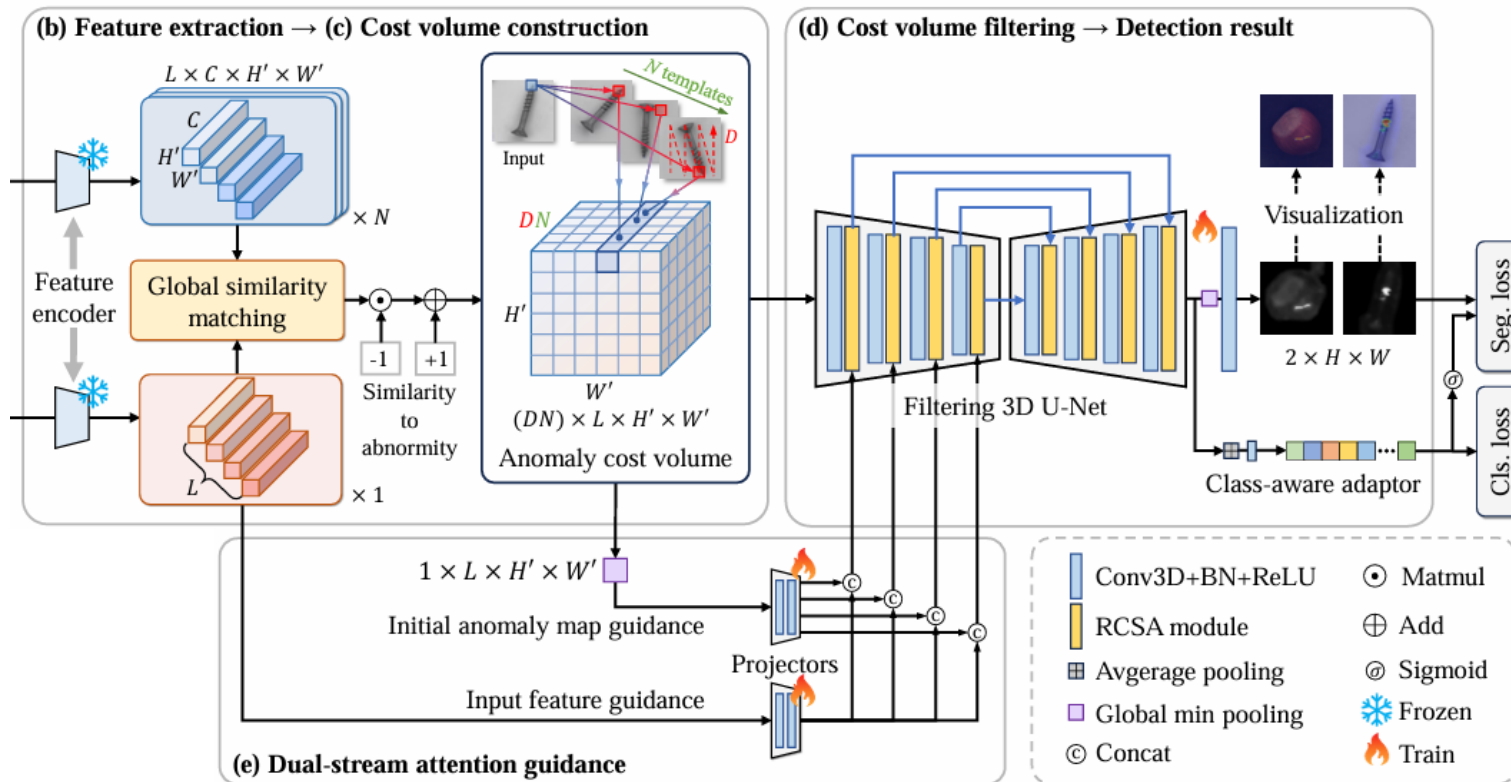 (b) Feature extraction → (c) Cost volume construction
L × C × H′ × W′
C
H′
W′
× N
Feature
encoder
Global similarity
matching
-1
+1
Similarity
to
abnormity
L
× 1
N templates
D
Input
DN
H′
W′
(DN) × L × H′ × W′
Anomaly cost volume
(d) Cost volume filtering → Detection result
Filtering 3D U-Net
Visualization
2 × H × W
σ
Class-aware adaptor
Seg. loss
Cls. loss
1 × L × H′ × W′
Initial anomaly map guidance
Projectors
Input feature guidance
C
C
C
C
(e) Dual-stream attention guidance
Conv3D+BN+ReLU
RCSA module
Avgerage pooling
Global min pooling
C Concat
Matmul
Add
σ Sigmoid
Frozen
Train